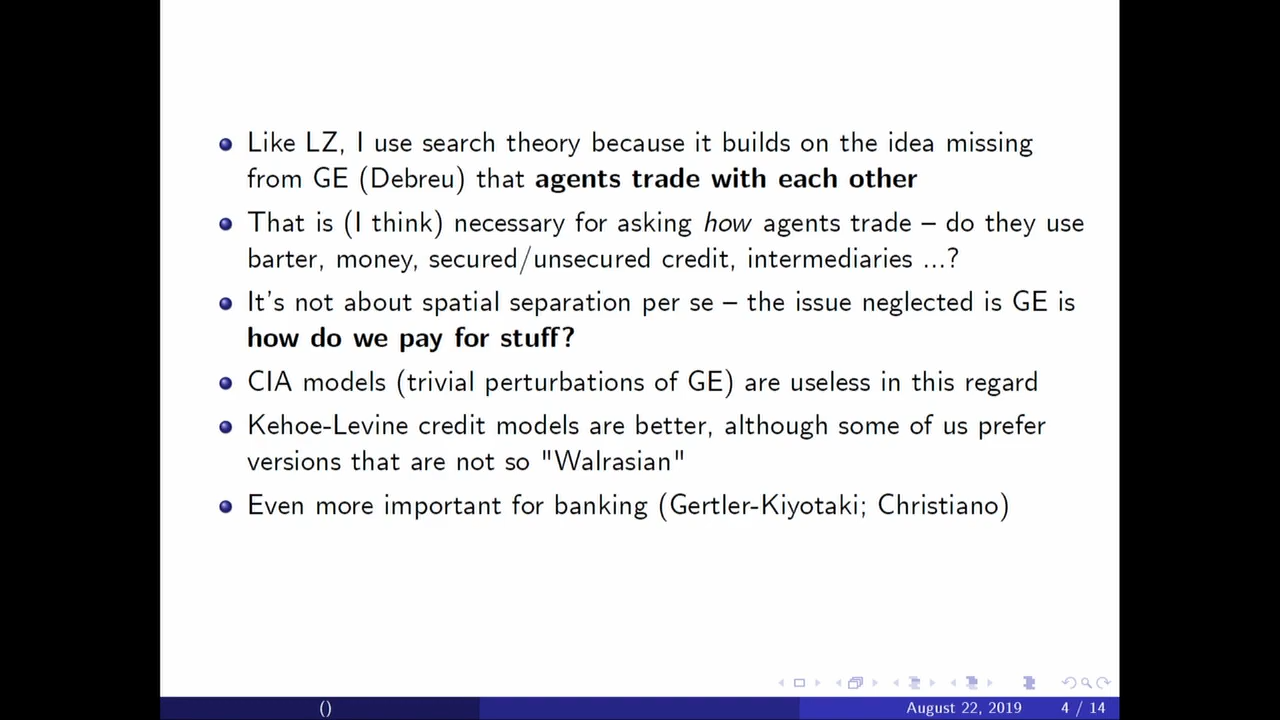 Like LZ, I use search theory because it builds on the idea missing
from GE (Debreu) that agents trade with each other
That is (I think) necessary for asking how agents trade – do they use
barter, money, secured/unsecured credit, intermediaries ...?
It's not about spatial separation per se – the issue neglected is GE is
how do we pay for stuff?
CIA models (trivial perturbations of GE) are useless in this regard
Kehoe-Levine credit models are better, although some of us prefer
versions that are not so "Walrasian"
Even more important for banking (Gertler-Kiyotaki; Christiano)
() August 22, 2019 4 / 14